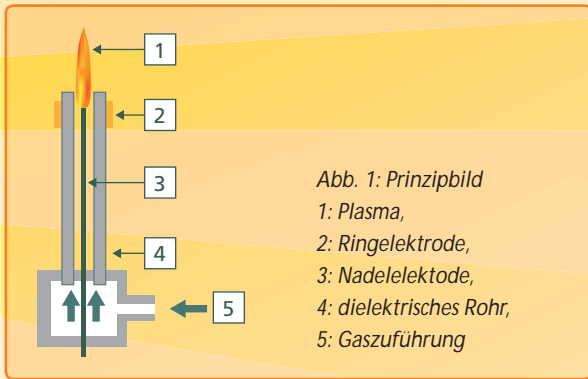 1
2
3
4
5
Abb. 1: Prinzipbild
1: Plasma,
2: Ringelektrode,
3: Nadelelektode,
4: dielektrisches Rohr,
5: Gaszuführung